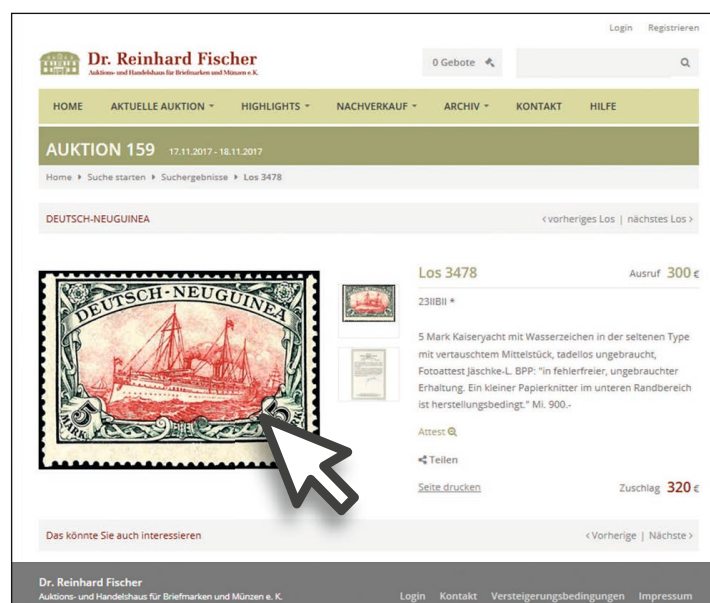 Login Registrieren
Dr. Reinhard Fischer
Auktions- und Handelshaus für Briefmarken und Münzen e. K.
0 Gebote
HOME AKTUELLE AUKTION HIGHLIGHTS NACHVERKAUF ARCHIV KONTAKT HILFE
AUKTION 159 17.11.2017 - 18.11.2017
Home Suche starten Suchergebnisse Los 3478
DEUTSCH-NEUGUINEA <vorheriges Los | nächstes Los>
DEUTSCH-NEUGUINEA
5 MARK 5
Los 3478 Ausruf 300 €
23IIBII *
5 Mark Kaiseryacht mit Wasserzeichen in der seltenen Type
mit vertauschtem Mittelstück, tadellos ungebraucht,
Fotoattest Jäschke-L. BPP: "in fehlerfreier, ungebrauchter
Erhaltung. Ein kleiner Papierknitter im unteren Randbereich
ist herstellungsbedingt." Mi. 900.-
Attest
Teilen
Seite drucken Zuschlag 320 €
Das könnte Sie auch interessieren <Vorherige | Nächste>
Dr. Reinhard Fischer
Auktions- und Handelshaus für Briefmarken und Münzen e. K. Login Kontakt Versteigerungsbedingungen Impressum